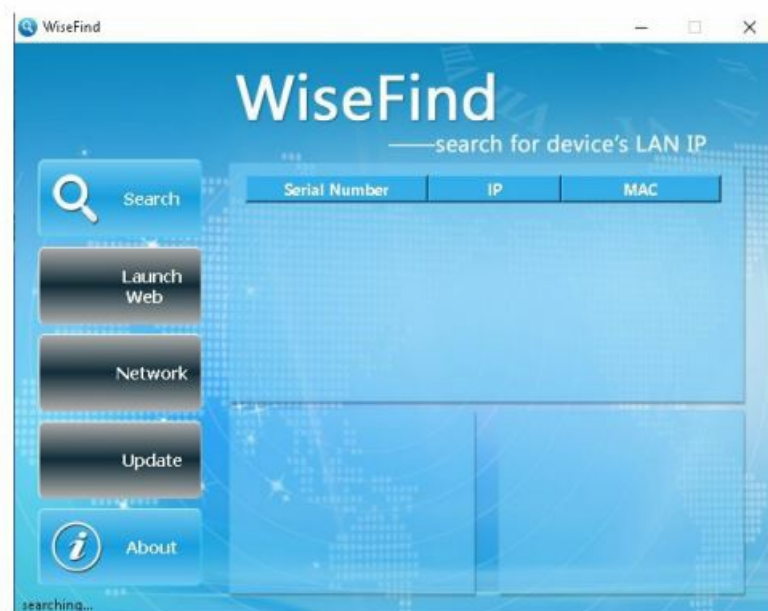 WiseFind
WiseFind
——search for device's LAN IP
Search
Serial Number IP MAC
Launch
Web
Network
Update
i About
searching...